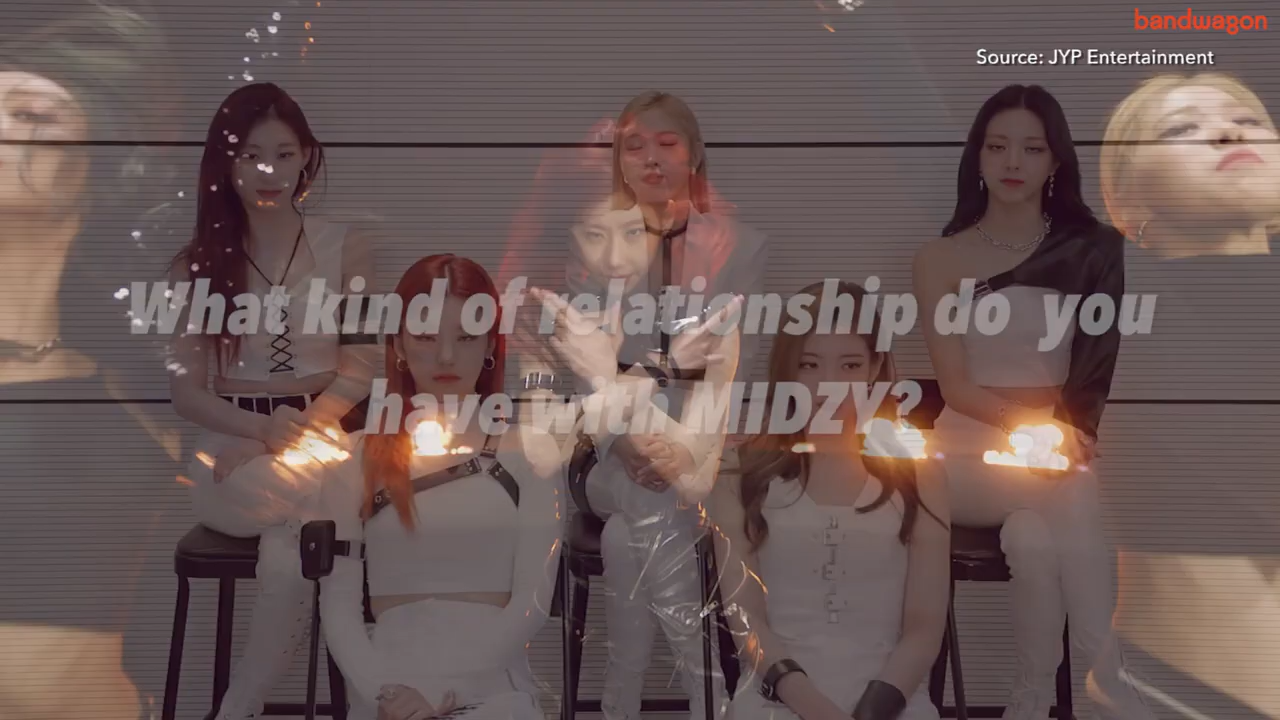 bandwagon
Source: JYP Entertainment
What kind of relationship do you
have with MIDZY?